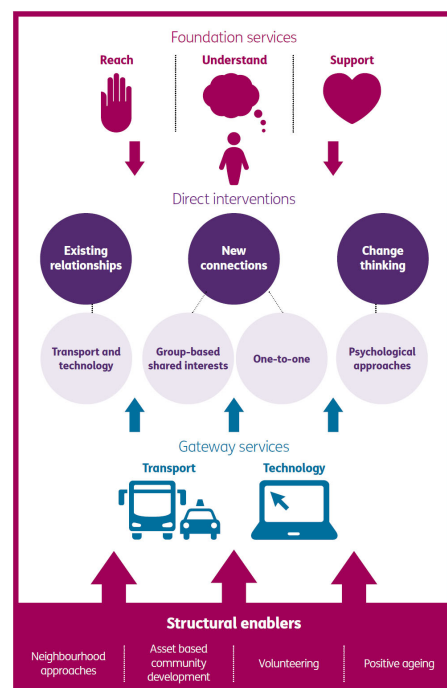 Foundation services
Reach
Understand
Support
Direct interventions
Existing
relationships
New
connections
Change
thinking
Transport and
technology
Group-based
shared interests
One-to-one
Psychological
approaches
Gateway services
Transport
Technology
Structural enablers
Neighbourhood
approaches
Asset based
community
development
Volunteering
Positive ageing